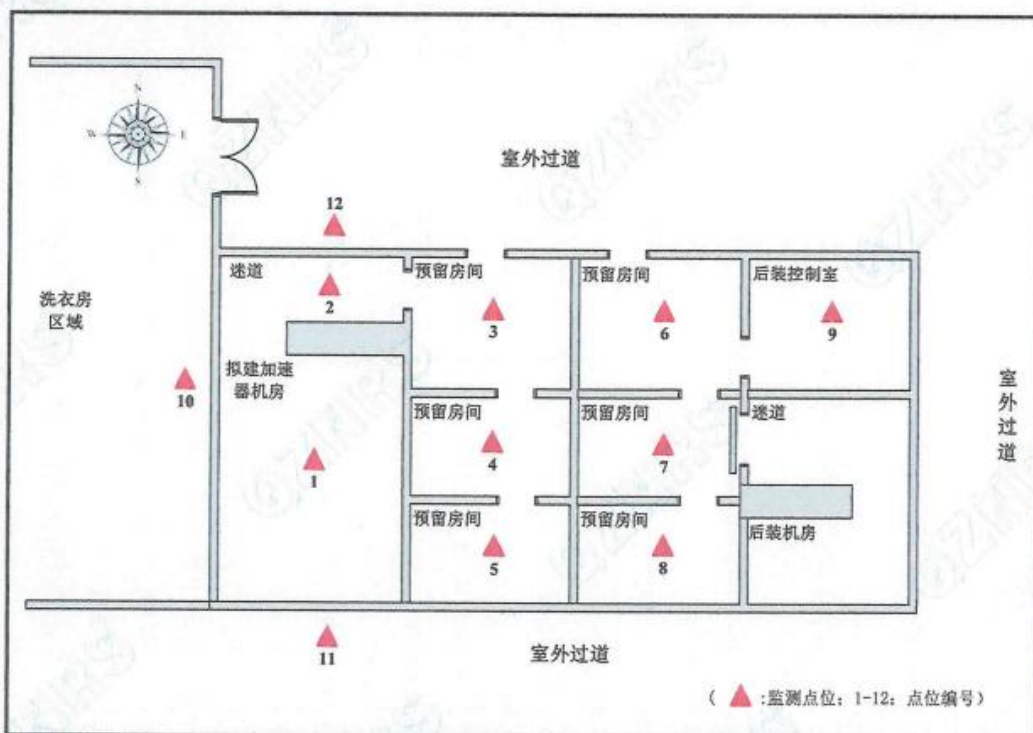 N
W
E
S
室外过道
12
迷道
预留房间
预留房间
后装控制室
2
3
6
9
洗衣房
区域
拟建加速
器机房
10
预留房间
预留房间
迷道
室外过道
1
4
7
预留房间
预留房间
后装机房
5
8
11
室外过道
( :监测点位; 1-12: 点位编号)
QZHRS
QZHRS
QZHRS
QZHRS